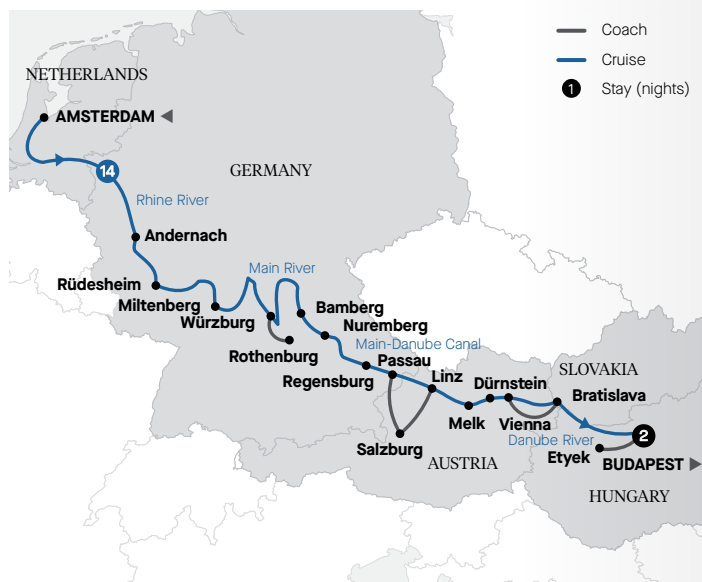 Coach
Cruise
1 Stay (nights)
NETHERLANDS
AMSTERDAM
GERMANY
14
Rhine River
Andernach
Main River
Rüdesheim
Miltenberg
Würzburg
Bamberg
Nuremberg
Main-Danube Canal
Rothenburg
Passau
Regensburg
Linz
Dürnstein
SLOVAKIA
Bratislava
Melk
Vienna
Danube River
2
Salzburg
Etyek
AUSTRIA
BUDAPEST
HUNGARY